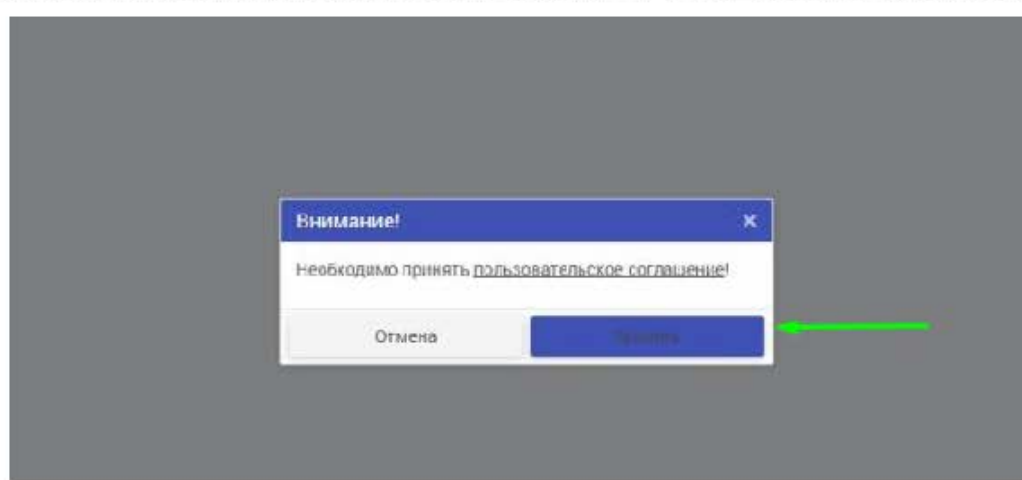 Внимание!
Необходимо принять пользовательское соглашение!
Отмена